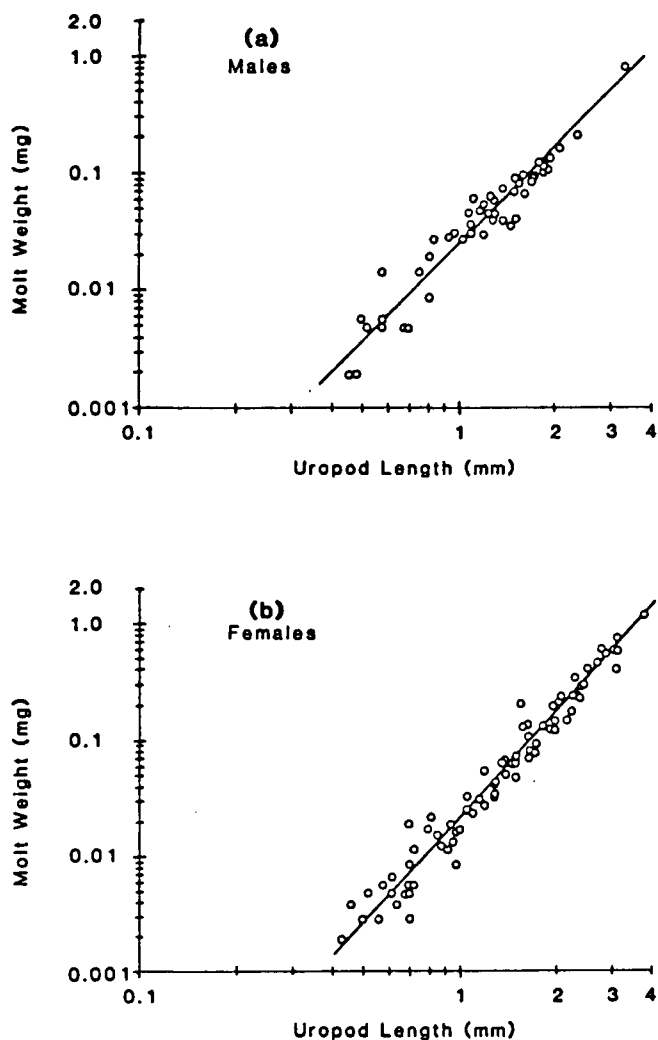 (a)
Males
2.0
1.0
0.1
0.01
0.001
Molt Weight (mg)
0.1 1 2 3 4
Uropod Length (mm)
(b)
Females
2.0
1.0
0.1
0.01
0.001
Molt Weight (mg)
0.1 1 2 3 4
Uropod Length (mm)